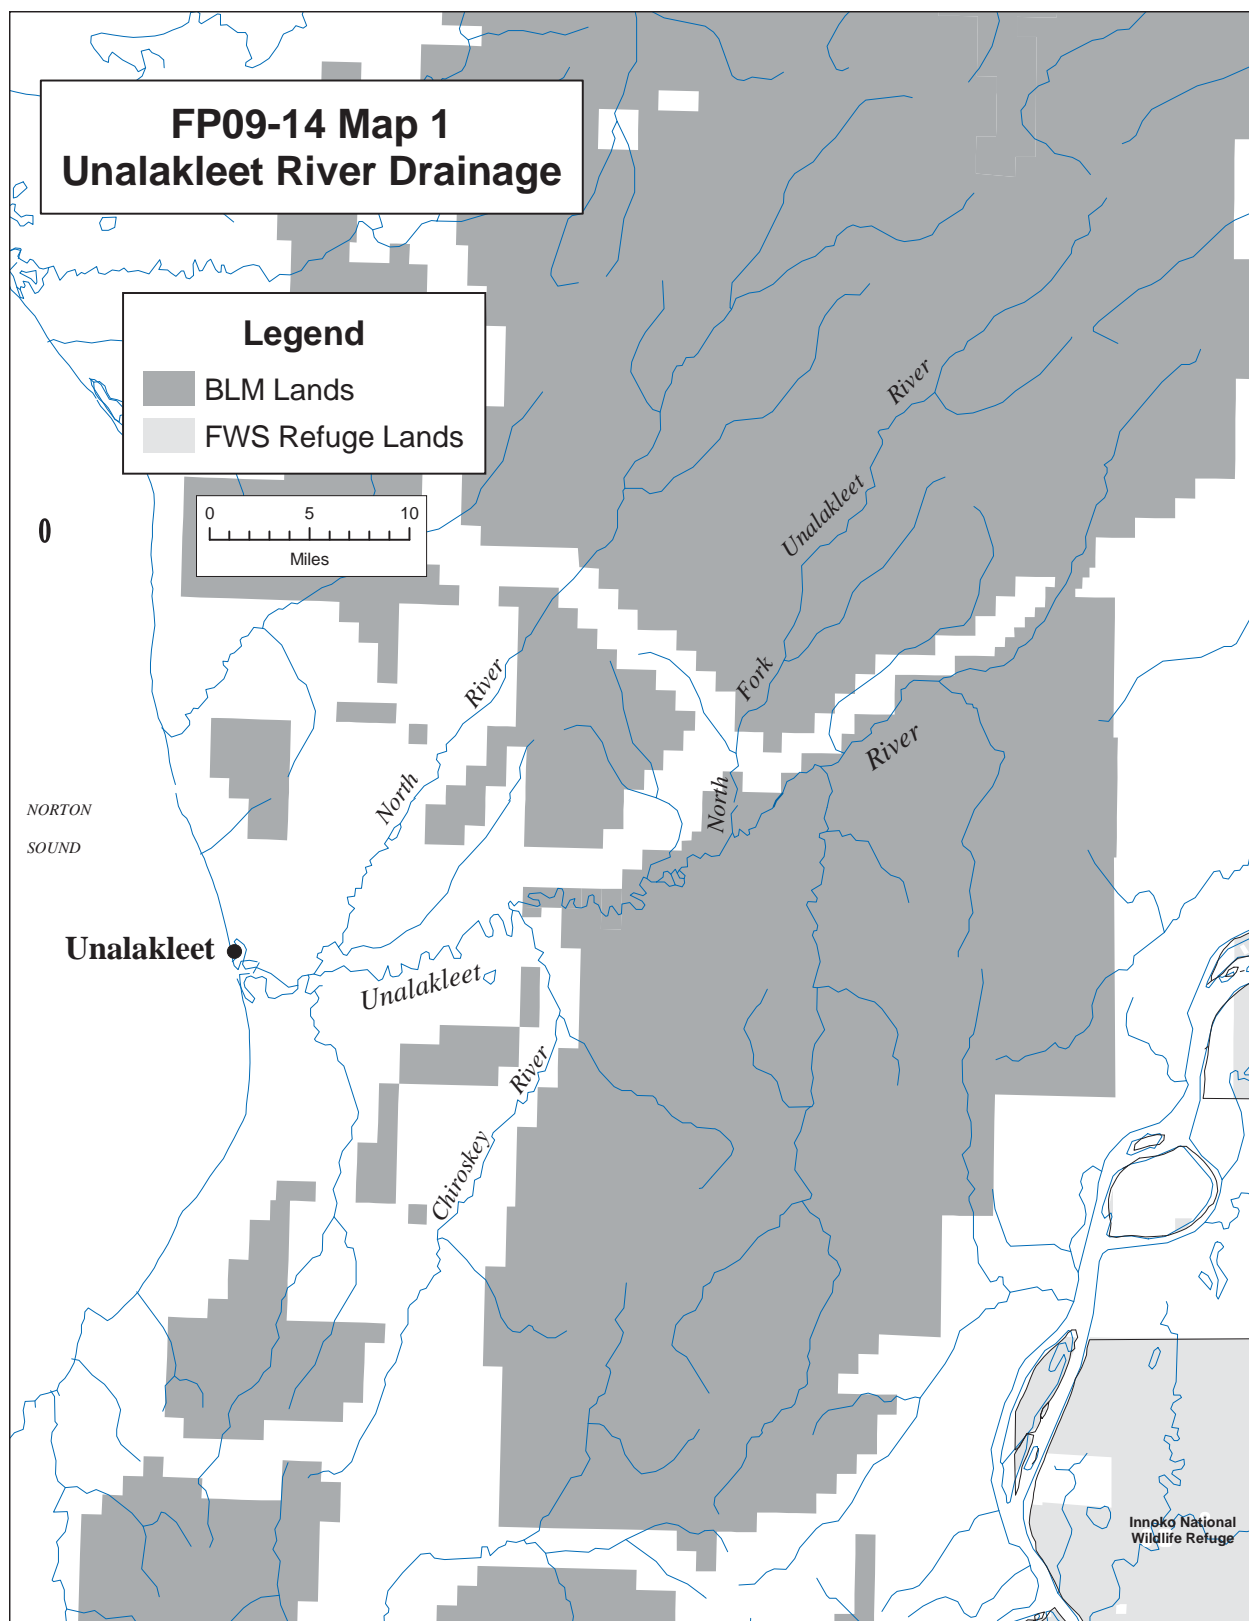 FP09-14 Map 1
Unalakleet River Drainage
Legend
BLM Lands
FWS Refuge Lands
0 5 10
Miles
River
Unalakleet
Fork
North
River
River
North
NORTON
SOUND
Unalakleet
Unalakleet
River
Chiroskey
Innoko National
Wildlife Refuge